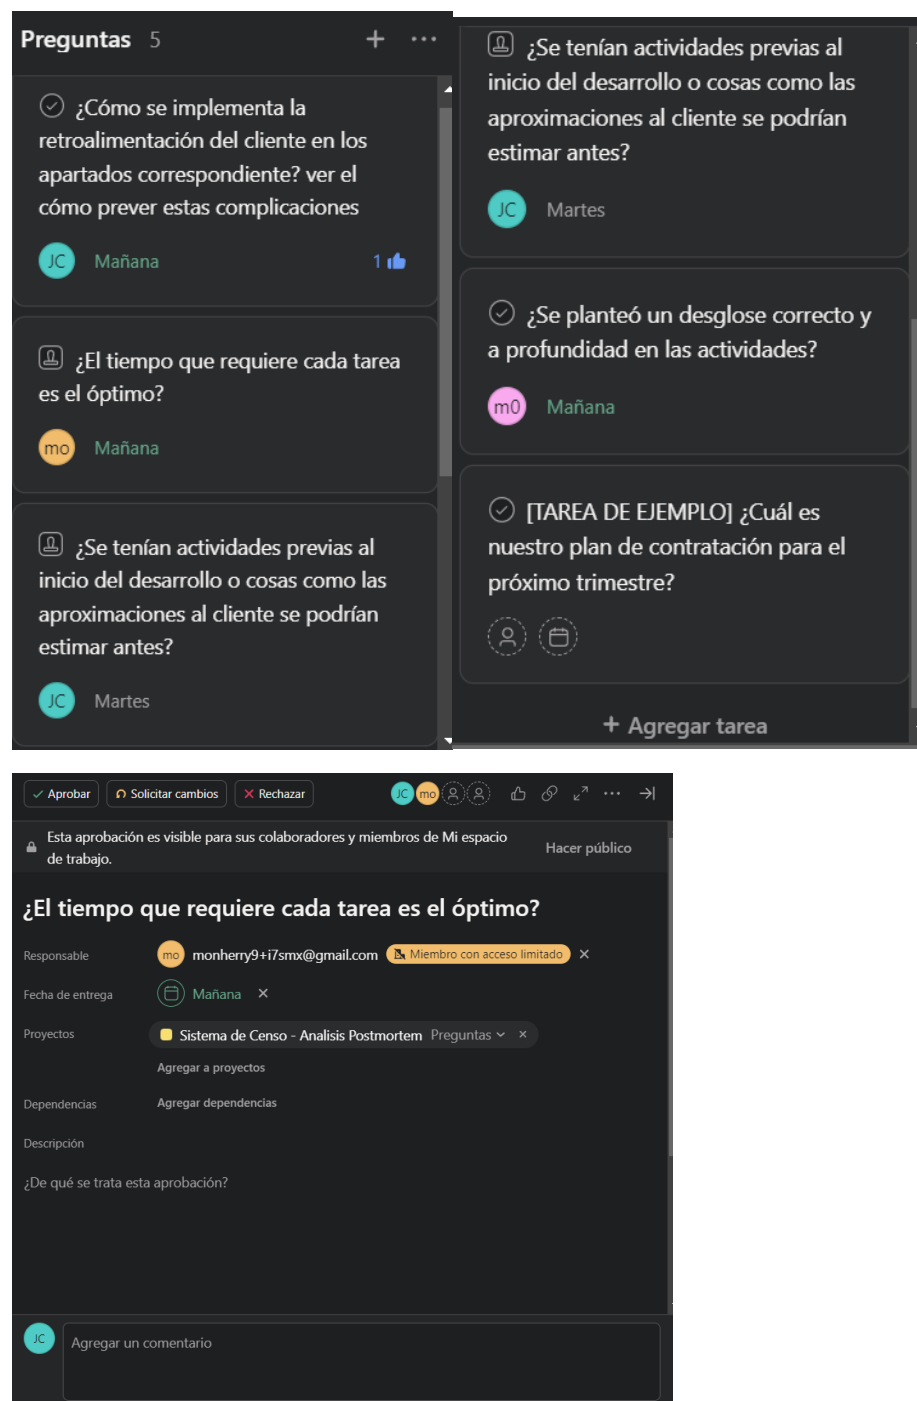 Preguntas 5
¿Cómo se implementa la
retroalimentación del cliente en los
apartados correspondiente? ver el
cómo prever estas complicaciones
JC Mañana 1
¿El tiempo que requiere cada tarea
es el óptimo?
mo Mañana
¿Se tenían actividades previas al
inicio del desarrollo o cosas como las
aproximaciones al cliente se podrían
estimar antes?
JC Martes
¿Se tenían actividades previas al
inicio del desarrollo o cosas como las
aproximaciones al cliente se podrían
estimar antes?
JC Martes
¿Se planteó un desglose correcto y
a profundidad en las actividades?
m0 Mañana
[TAREA DE EJEMPLO] ¿Cuál es
nuestro plan de contratación para el
próximo trimestre?
+ Agregar tarea
Aprobar Solicitar cambios Rechazar JC mo
Esta aprobación es visible para sus colaboradores y miembros de Mi espacio
de trabajo.
Hacer público
¿El tiempo que requiere cada tarea es el óptimo?
Responsable mo monherry9+i7smx@gmail.com Miembro con acceso limitado
Fecha de entrega Mañana
Proyectos Sistema de Censo - Analisis Postmortem Preguntas
Agregar a proyectos
Dependencias Agregar dependencias
Descripción
¿De qué se trata esta aprobación?
JC Agregar un comentario